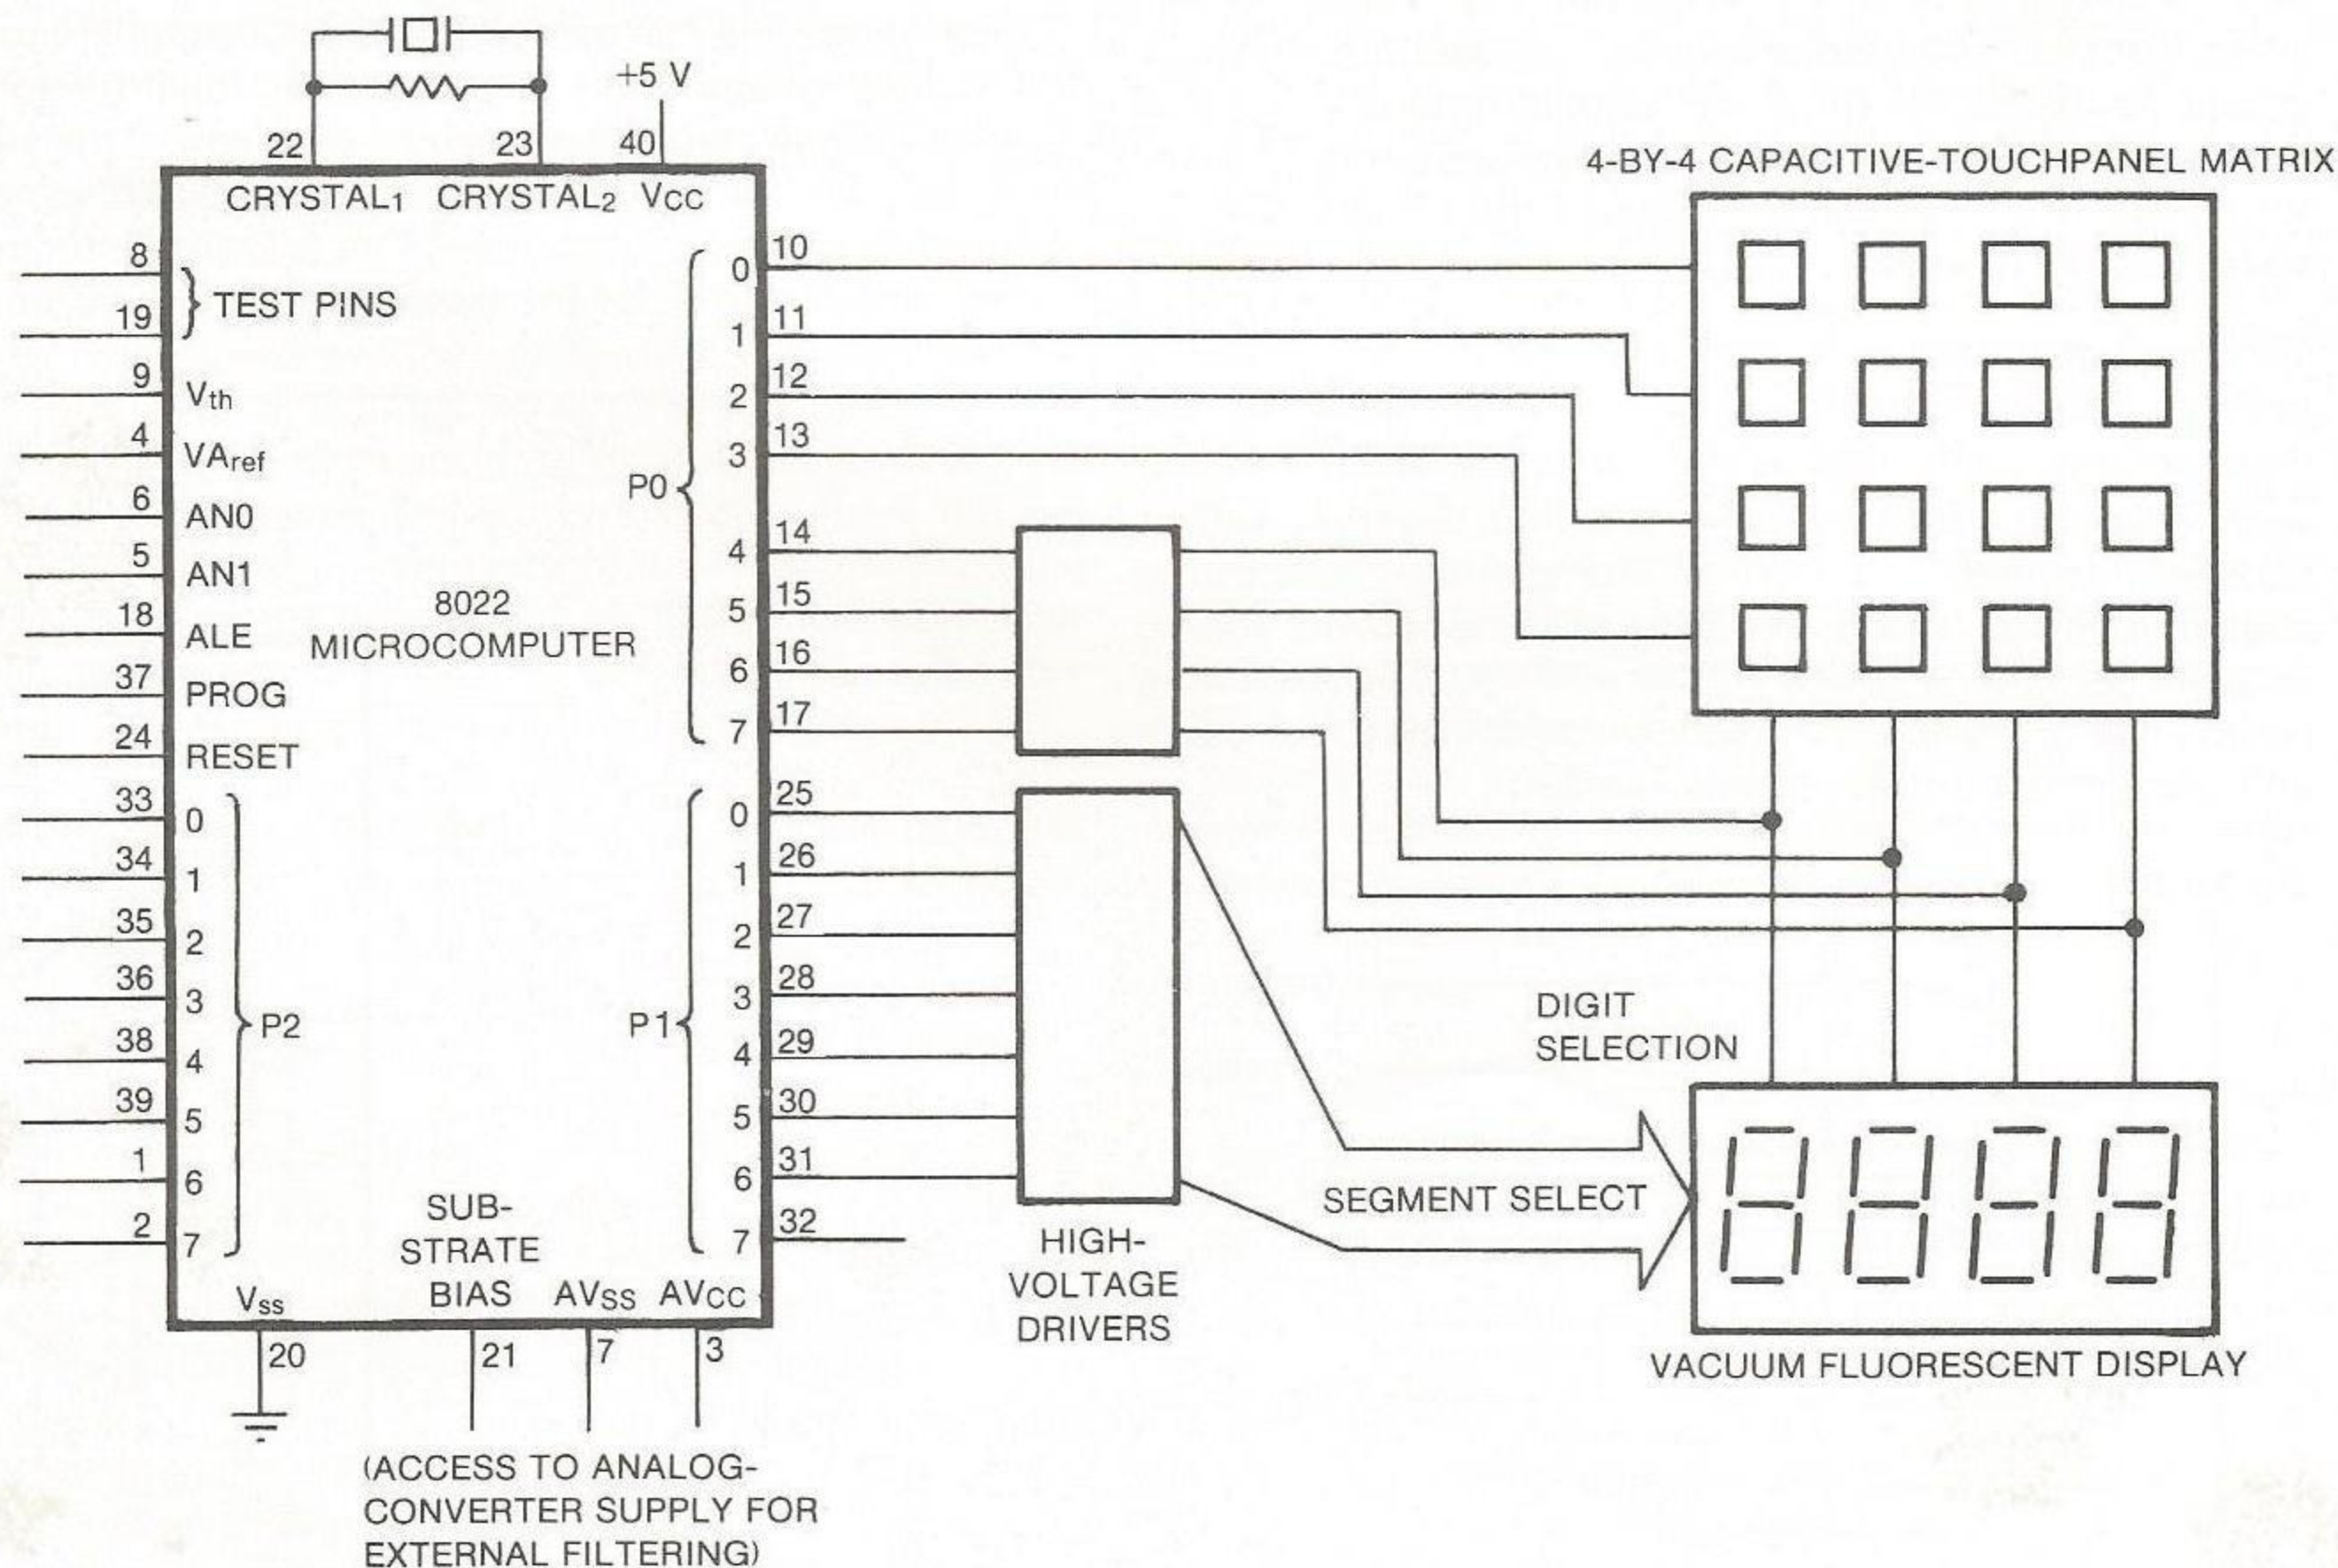 +5 V
22 23 40
CRYSTAL1 CRYSTAL2 VCC
8
19
TEST PINS
9 Vth
4 VAref
6 AN0
5 AN1
18 ALE
37 PROG
24 RESET
33 0
34 1
35 2
36 3
38 4
39 5
1 6
2 7
P2
8022
MICROCOMPUTER
P0
0 10
1 11
2 12
3 13
4 14
5 15
6 16
7 17
P1
0 25
1 26
2 27
3 28
4 29
5 30
6 31
7 32
Vss
SUB-
STRATE
BIAS
AVSS
AVCC
20 21 7 3
(ACCESS TO ANALOG-
CONVERTER SUPPLY FOR
EXTERNAL FILTERING)
HIGH-
VOLTAGE
DRIVERS
4-BY-4 CAPACITIVE-TOUCHPANEL MATRIX
DIGIT
SELECTION
SEGMENT SELECT
VACUUM FLUORESCENT DISPLAY